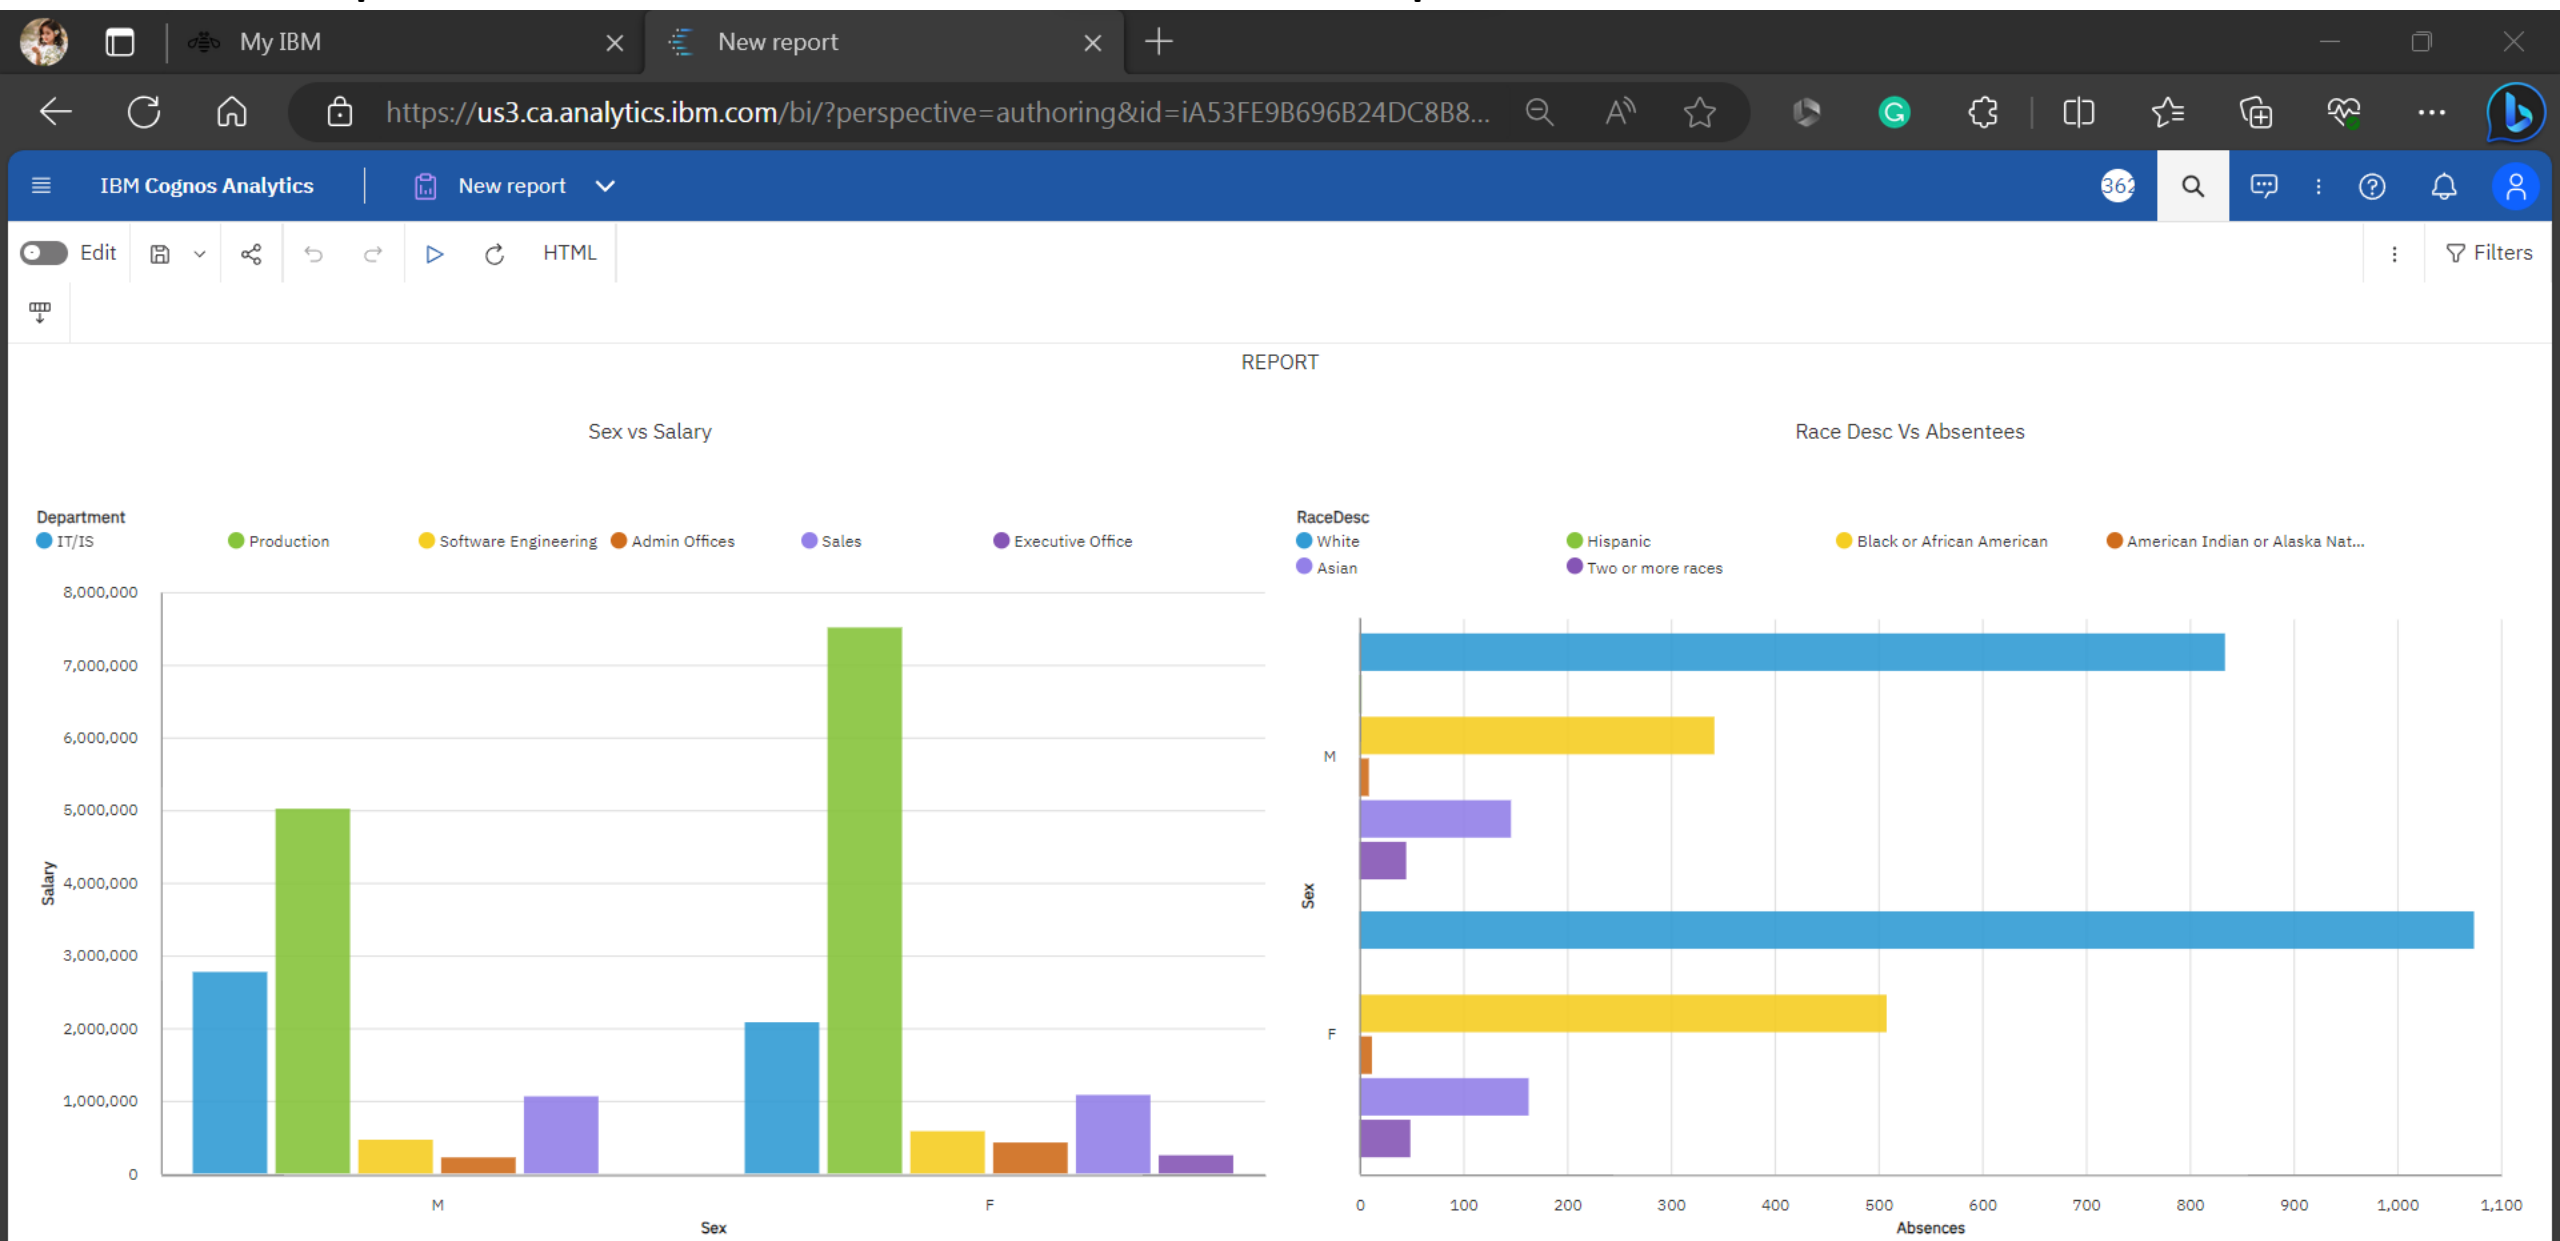 My IBM
New report
https://us3.ca.analytics.ibm.com/bi/?perspective=authoring&id=iA53FE9B696B24DC8B8...
IBM Cognos Analytics
New report
362
Edit
HTML
Filters
REPORT
Sex vs Salary
Department
IT/IS Production Software Engineering Admin Offices Sales Executive Office
8,000,000
7,000,000
6,000,000
5,000,000
4,000,000
3,000,000
2,000,000
1,000,000
0
Salary
M F
Sex
Race Desc Vs Absentees
RaceDesc
White Hispanic Black or African American American Indian or Alaska Nat...
Asian Two or more races
M
Sex
F
0 100 200 300 400 500 600 700 800 900 1,000 1,100
Absences